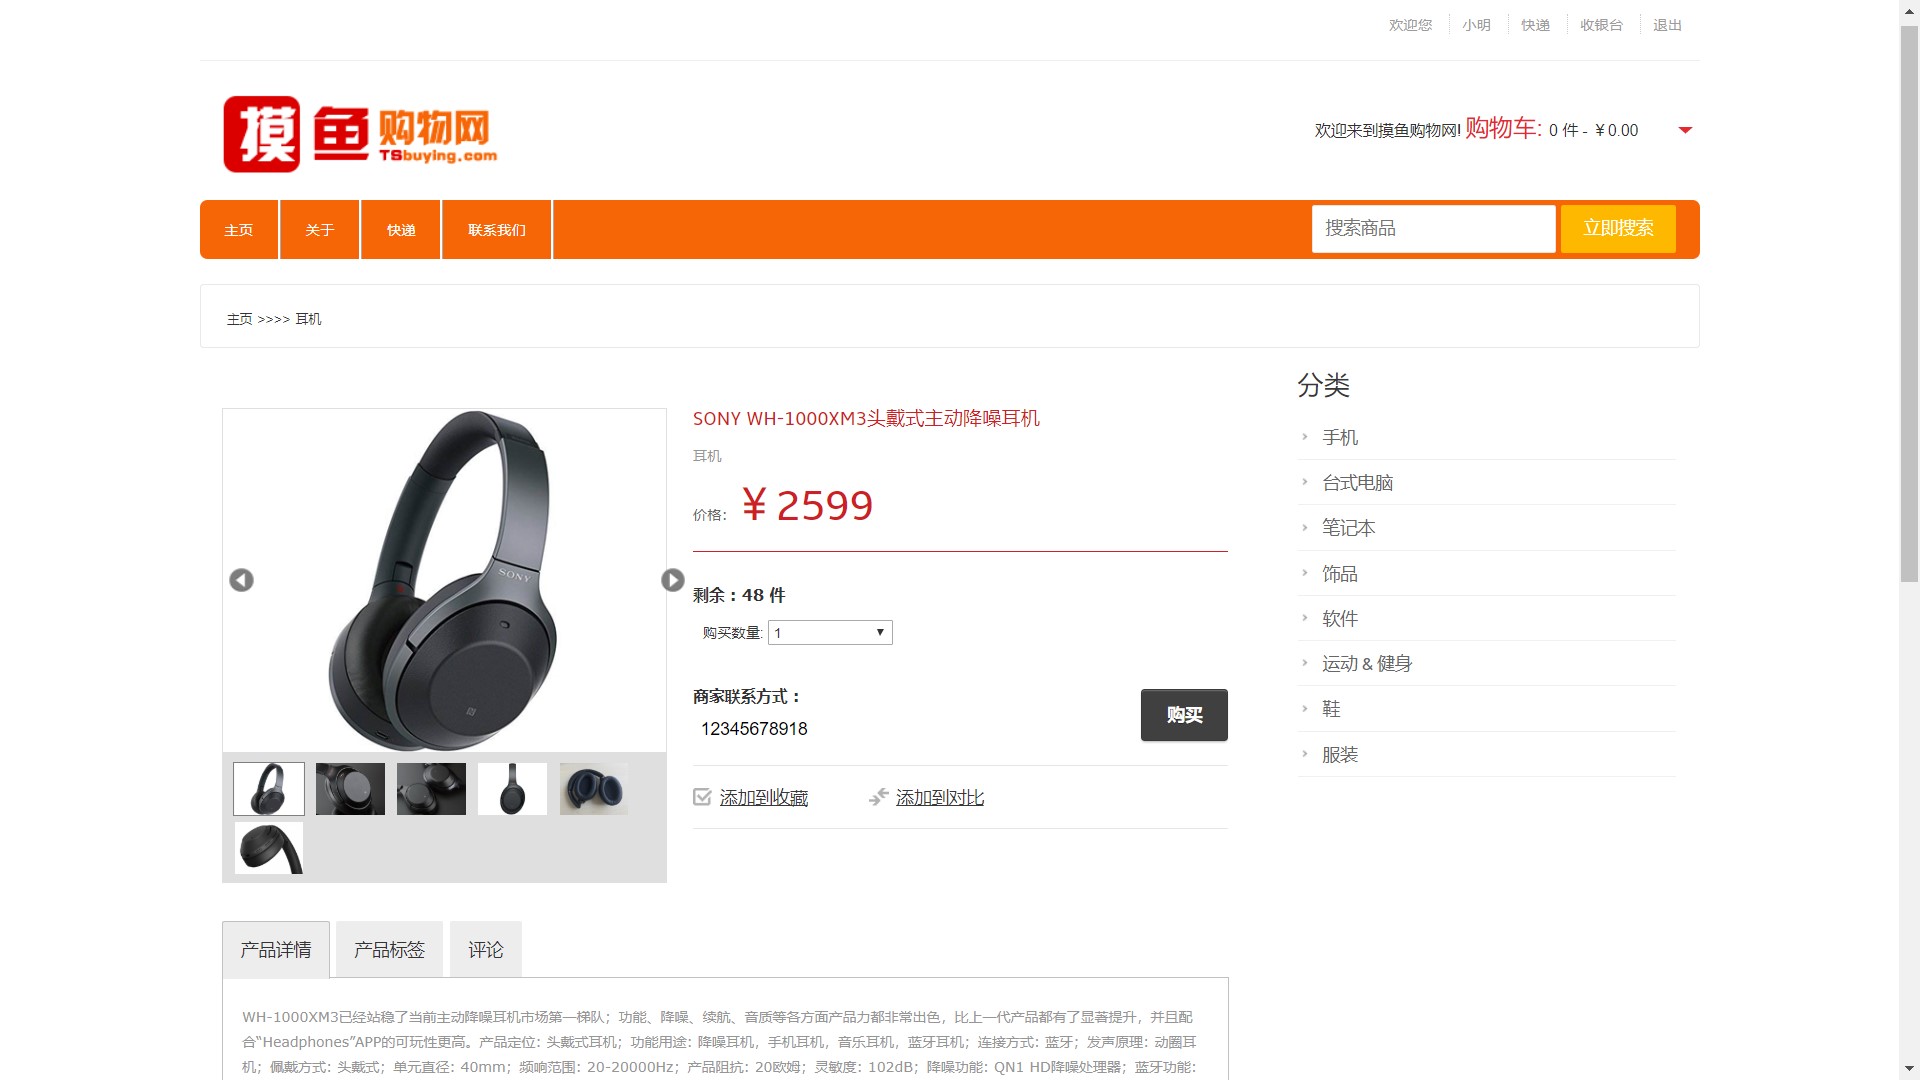 欢迎您 小明 快递 收银台 退出
摸鱼购物网
TSbuying.com
欢迎来到摸鱼购物网! 购物车: 0 件 - ￥0.00
主页 关于 快递 联系我们 搜索商品 立即搜索
主页 >>>> 耳机
分类
手机
台式电脑
笔记本
饰品
软件
运动 & 健身
鞋
服装
SONY
SONY WH-1000XM3头戴式主动降噪耳机
耳机
价格: ￥2599
剩余：48 件
购买数量: 1
商家联系方式：
12345678918
购买
添加到收藏 添加到对比
产品详情 产品标签 评论
WH-1000XM3已经站稳了当前主动降噪耳机市场第一梯队；功能、降噪、续航、音质等各方面产品力都非常出色，比上一代产品都有了显著提升，并且配
合“Headphones”APP的可玩性更高。产品定位：头戴式耳机；功能用途：降噪耳机，手机耳机，音乐耳机，蓝牙耳机；连接方式：蓝牙；发声原理：动圈耳
机；佩戴方式：头戴式；单元直径：40mm；频响范围：20-20000Hz；产品阻抗：20欧姆；灵敏度：102dB；降噪功能：QN1 HD降噪处理器；蓝牙功能：